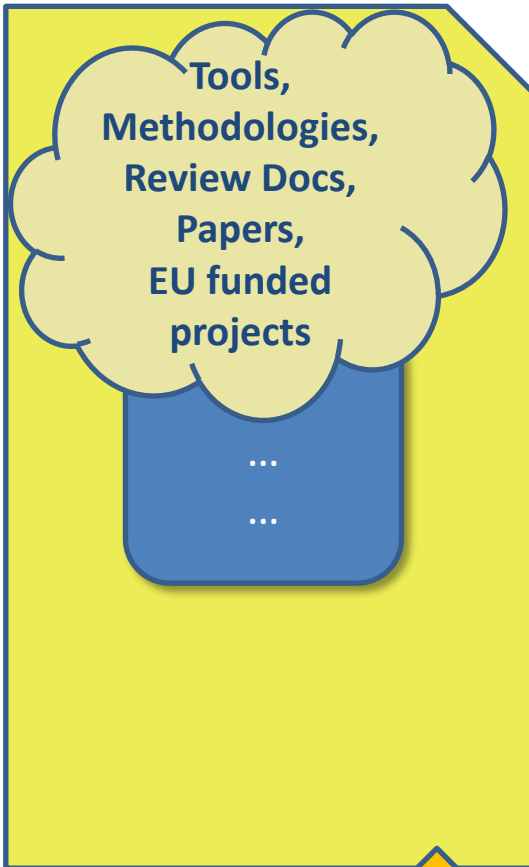 Tools,
Methodologies,
Review Docs,
Papers,
EU funded
projects
...
...